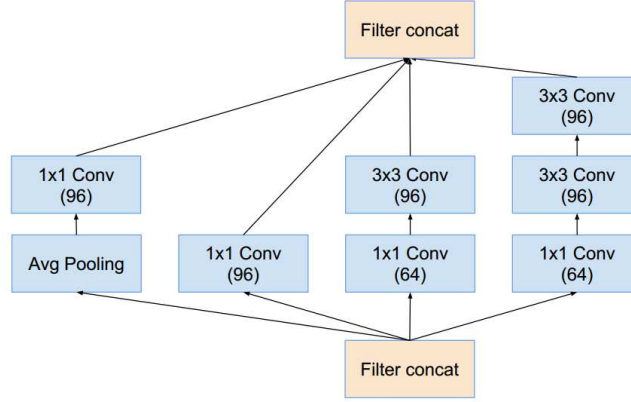 Filter concat
3x3 Conv
(96)
1x1 Conv
(96)
3x3 Conv
(96)
3x3 Conv
(96)
Avg Pooling
1x1 Conv
(96)
1x1 Conv
(64)
1x1 Conv
(64)
Filter concat